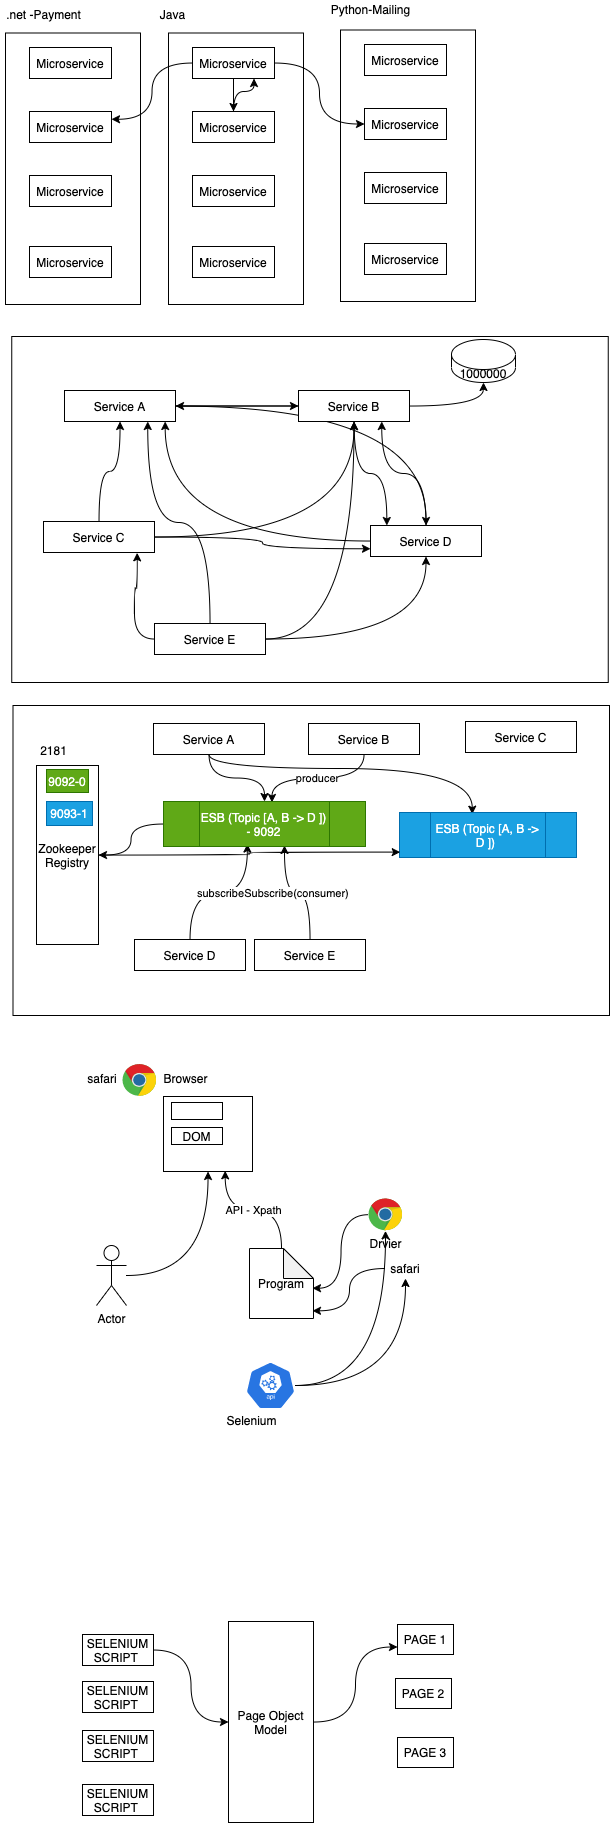 .net -Payment
Java
Python-Mailing
Microservice
Microservice
Microservice
Microservice
Microservice
Microservice
Microservice
Microservice
Microservice
Microservice
Microservice
Microservice
1000000
Service A
Service B
Service C
Service D
Service E
Service A
Service B
Service C
2181
9092-0
9093-1
Zookeeper
Registry
producer
ESB (Topic [A, B -> D ])
- 9092
ESB (Topic [A, B ->
D ])
subscribeSubscribe(consumer)
Service D
Service E
safari
Browser
DOM
API - Xpath
Drvier
safari
Program
Actor
api
Selenium
SELENIUM
SCRIPT
SELENIUM
SCRIPT
SELENIUM
SCRIPT
SELENIUM
SCRIPT
Page Object
Model
PAGE 1
PAGE 2
PAGE 3